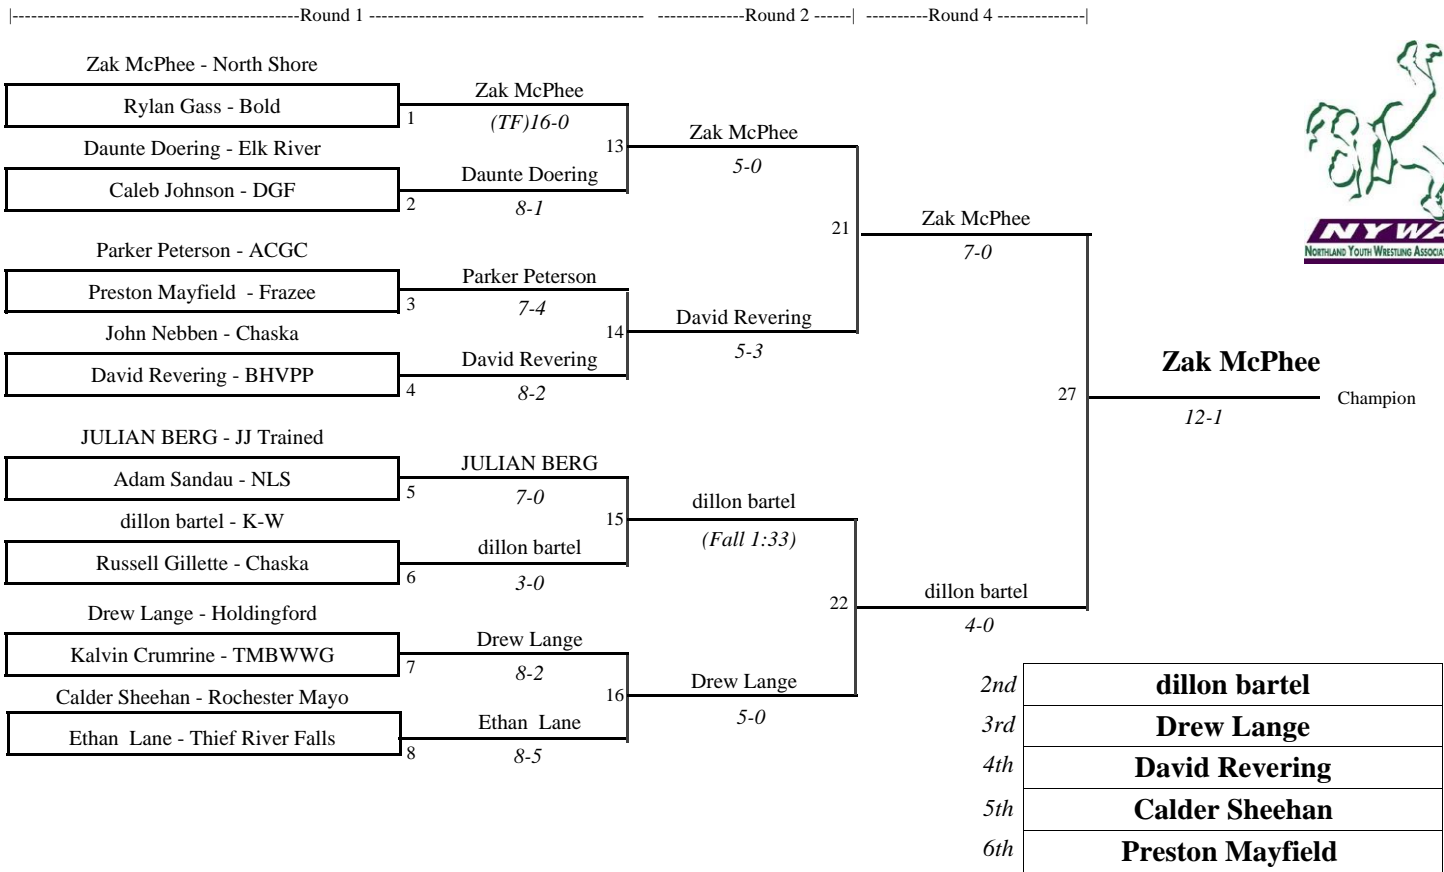 |------------------------------------------Round 1 ----------------------------------------
--------------Round 2 ------|
----------Round 4 --------------|
Zak McPhee - North Shore
Rylan Gass - Bold
1
Daunte Doering - Elk River
Caleb Johnson - DGF
2
Parker Peterson - ACGC
Preston Mayfield - Frazee
3
John Nebben - Chaska
David Revering - BHVPP
4
JULIAN BERG - JJ Trained
Adam Sandau - NLS
5
dillon bartel - K-W
Russell Gillette - Chaska
6
Drew Lange - Holdingford
Kalvin Crumrine - TMBWWG
7
Calder Sheehan - Rochester Mayo
Ethan Lane - Thief River Falls
8
Zak McPhee
(TF)16-0
13
Daunte Doering
8-1
Parker Peterson
7-4
14
David Revering
8-2
JULIAN BERG
7-0
15
dillon bartel
3-0
Drew Lange
8-2
16
Ethan Lane
8-5
Zak McPhee
5-0
21
David Revering
5-3
dillon bartel
(Fall 1:33)
22
Drew Lange
5-0
Zak McPhee
7-0
27
dillon bartel
4-0
Zak McPhee
Champion
12-1
NYWA
NORTHLAND YOUTH WRESTLING
2nd dillon bartel
3rd Drew Lange
4th David Revering
5th Calder Sheehan
6th Preston Mayfield